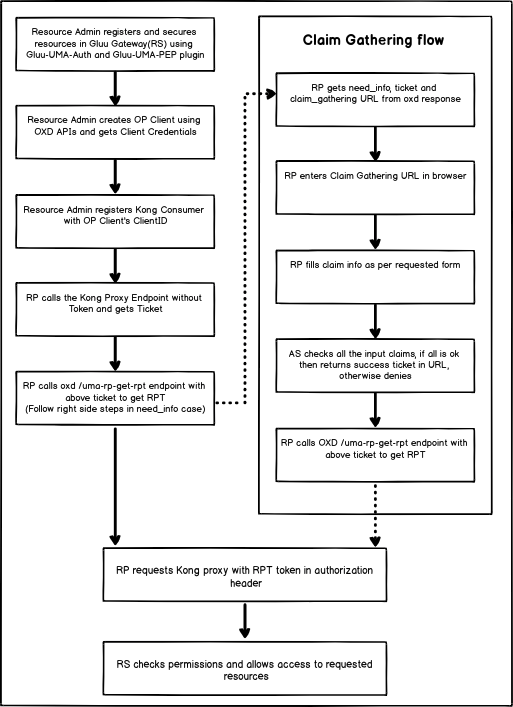 Resource Admin registers and secures
resources in Gluu Gateway(RS) using
Gluu-UMA-Auth and Gluu-UMA-PEP plugin
Resource Admin creates OP Client using
OXD APIs and gets Client Credentials
Resource Admin registers Kong Consumer
with OP Client's ClientID
RP calls the Kong Proxy Endpoint without
Token and gets Ticket
RP calls oxd /uma-rp-get-rpt endpoint with
above ticket to get RPT
(Follow right side steps in need_info case)
Claim Gathering flow
RP gets need_info, ticket and
claim_gathering URL from oxd response
RP enters Claim Gathering URL in browser
RP fills claim info as per requested form
AS checks all the input claims, if all is ok
then returns success ticket in URL,
otherwise denies
RP calls OXD /uma-rp-get-rpt endpoint with
above ticket to get RPT
RP requests Kong proxy with RPT token in authorization
header
RS checks permissions and allows access to requested
resources